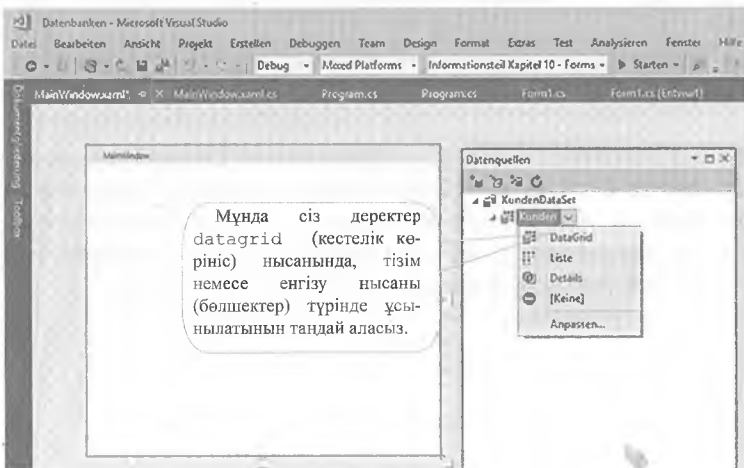 Datenbanken - Microsoft Visual Studio
Datei Bearbeiten Ansicht Projekt Erstellen Debuggen Team Design Format Extras Test Analysieren Fenster Hilfe
Debug Mixed Platforms Informationsteil Kapitel 10 - Forms Starten
MainWindow.xaml* MainWindow.xaml.cs Program.cs Program.cs Form1.cs Form1.cs [Entwurf]
Dokumentgliederung Toolbox
MainWindow
Мұнда сіз деректер
datagrid (кестелік кө-
рініс) нысанында, тізім
немесе енгізу нысаны
(бөлшектер) түрінде ұсы-
нылатынын таңдай аласыз.
Datenquellen
KundenDataSet
Kunden
DataGrid
Liste
Details
[Keine]
Anpassen...